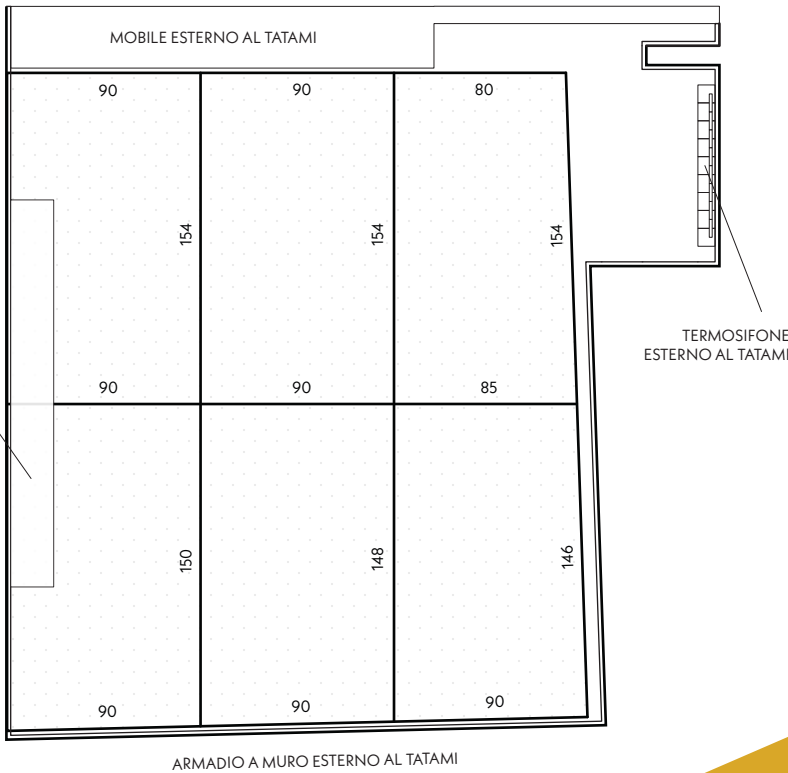 MOBILE ESTERNO AL TATAMI
90 90 80
154 154 154
TERMOSIFONE
ESTERNO AL TATAMI
90 90 85
150 148 146
90 90 90
ARMADIO A MURO ESTERNO AL TATAMI